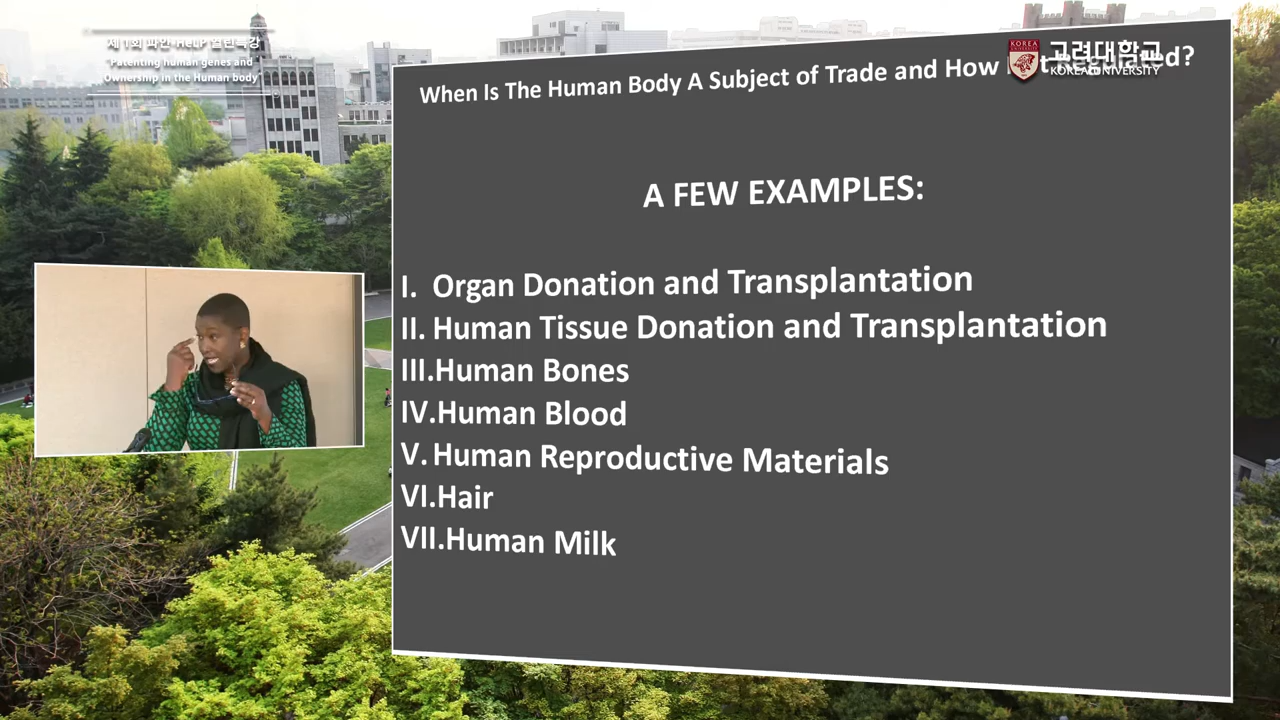 제 1회 파안 HeLP 열린특강
"Patenting human genes and
Ownership in the Human body"
When Is The Human Body A Subject of Trade and How
KOREA
고려대학교
KOREA UNIVERSITY
A FEW EXAMPLES:
I. Organ Donation and Transplantation
II. Human Tissue Donation and Transplantation
III.Human Bones
IV.Human Blood
V. Human Reproductive Materials
VI.Hair
VII.Human Milk